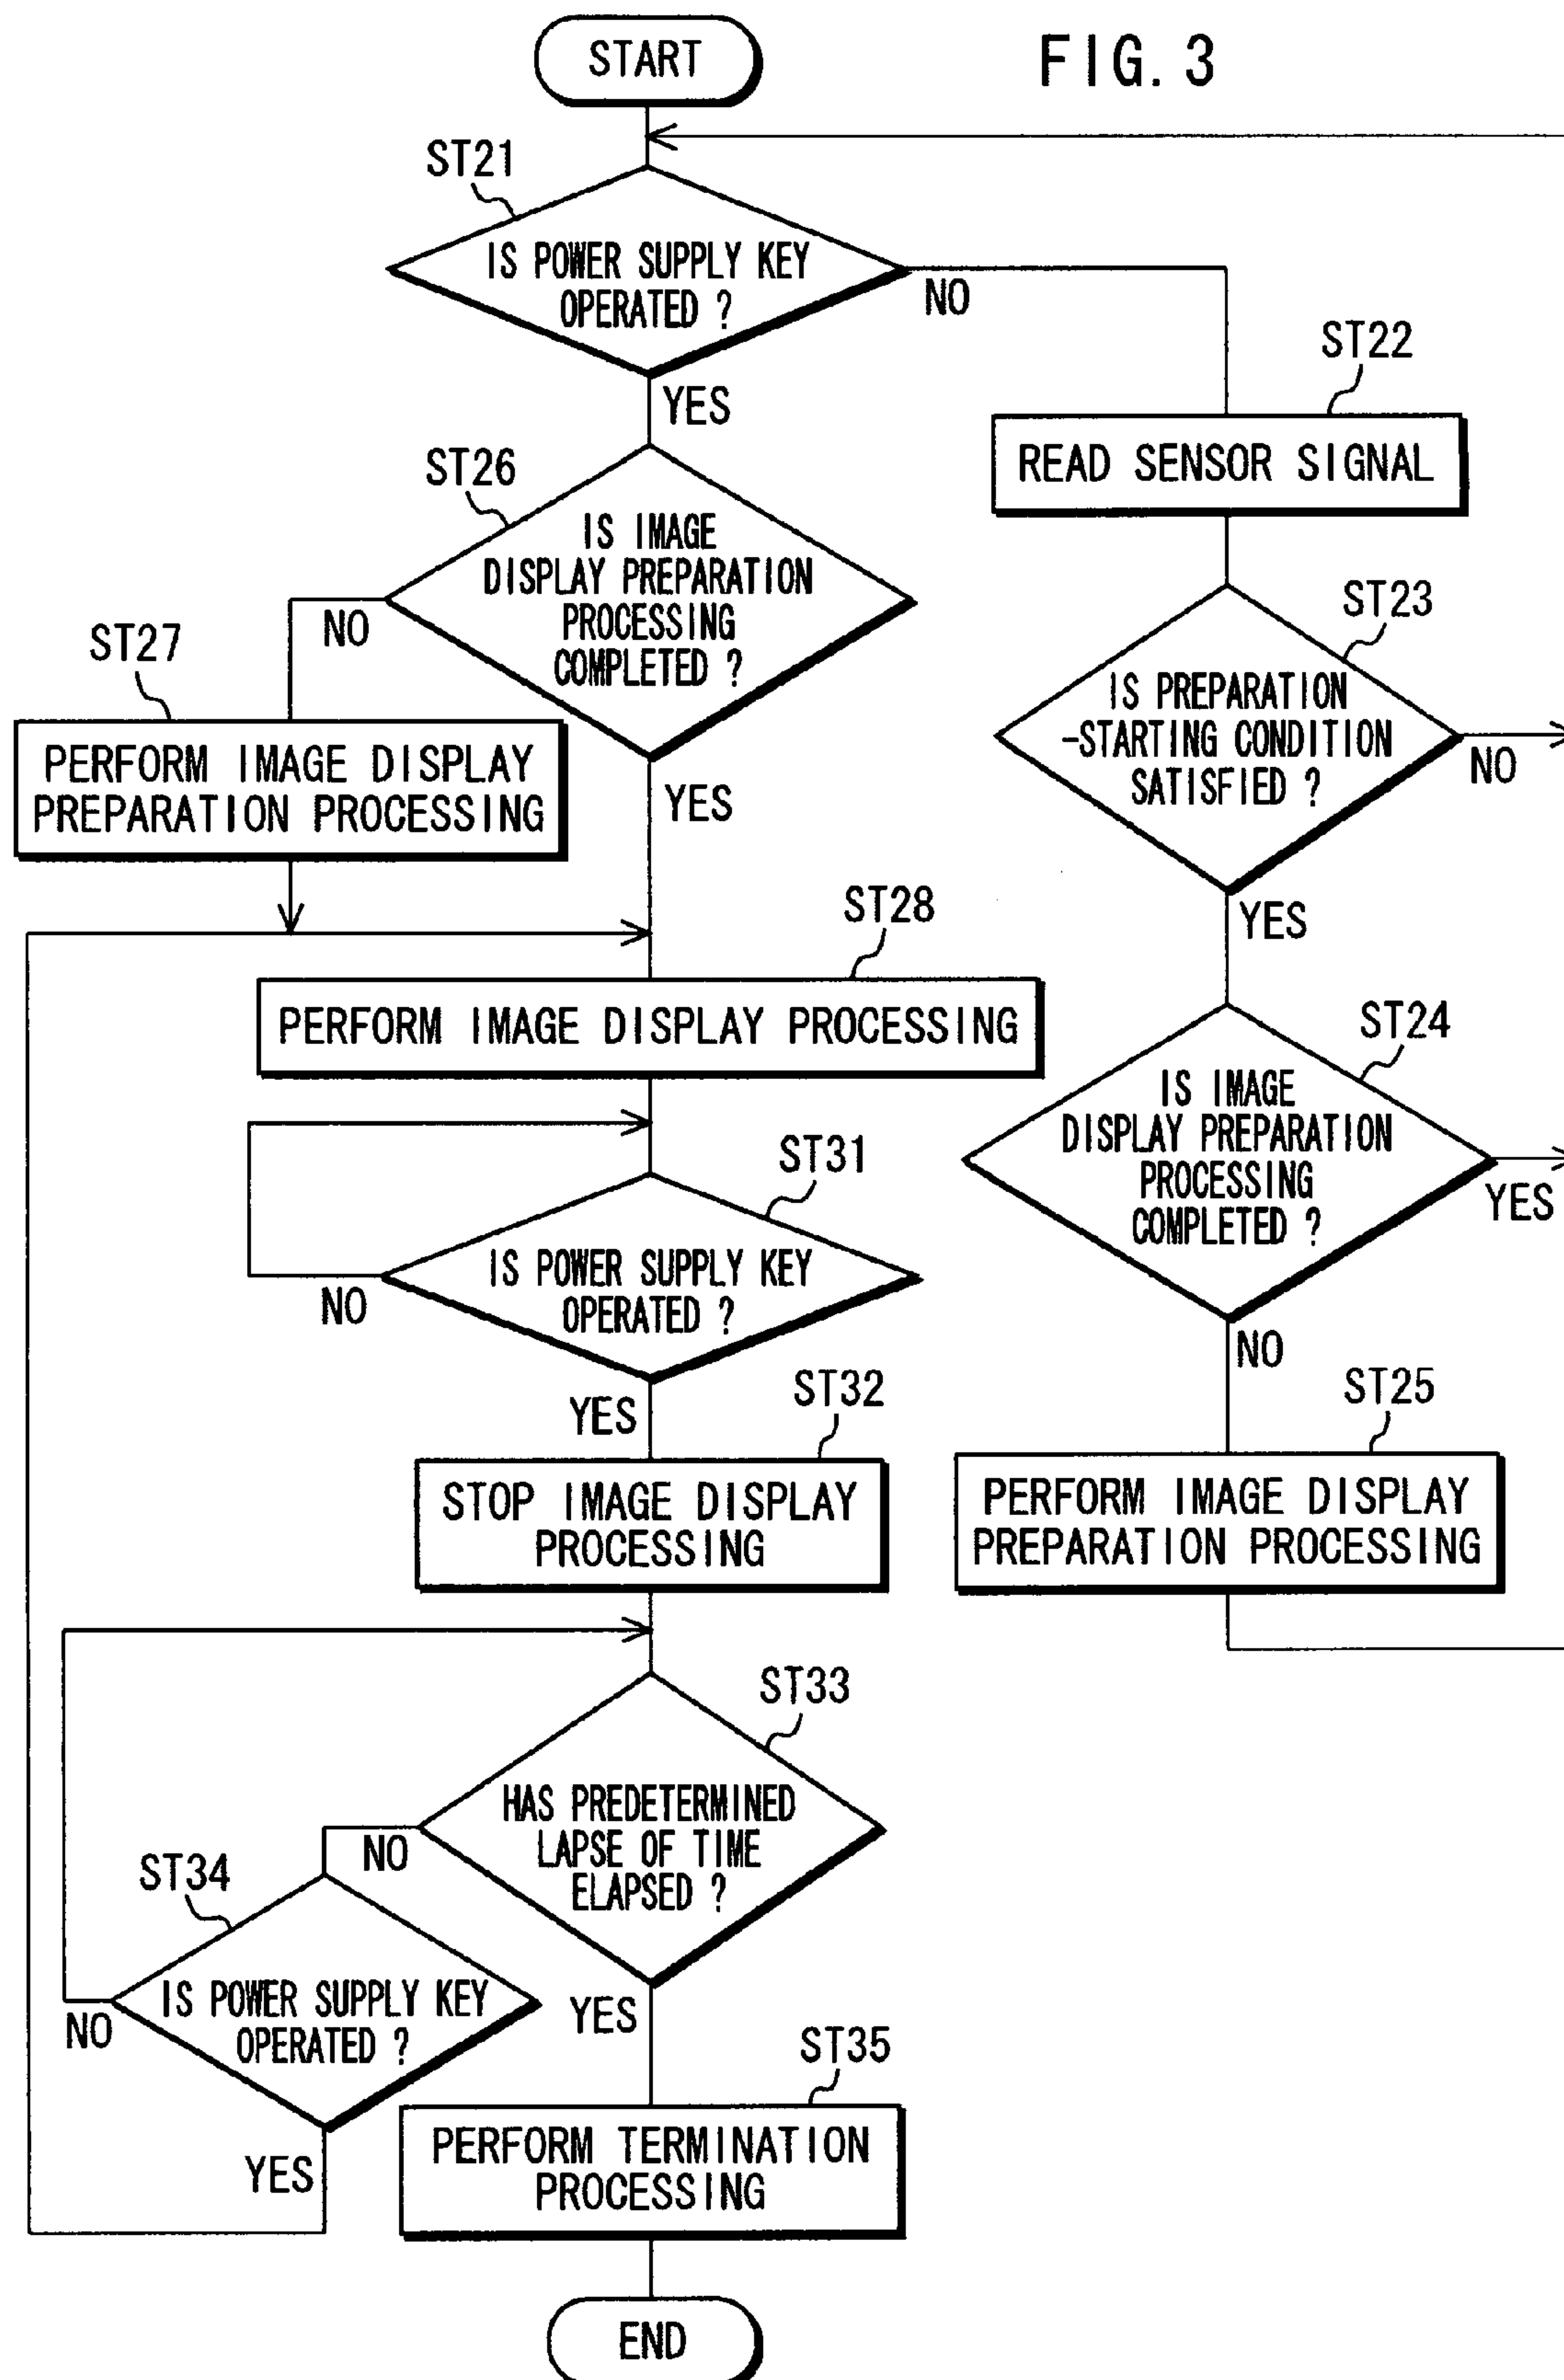 START
FIG. 3
ST21
IS POWER SUPPLY KEY
OPERATED ?
NO
YES
ST22
READ SENSOR SIGNAL
ST26
IS IMAGE
DISPLAY PREPARATION
PROCESSING
COMPLETED ?
NO
YES
ST27
PERFORM IMAGE DISPLAY
PREPARATION PROCESSING
ST23
IS PREPARATION
-STARTING CONDITION
SATISFIED ?
NO
YES
ST28
PERFORM IMAGE DISPLAY PROCESSING
ST24
IS IMAGE
DISPLAY PREPARATION
PROCESSING
COMPLETED ?
YES
NO
ST31
IS POWER SUPPLY KEY
OPERATED ?
NO
YES
ST32
STOP IMAGE DISPLAY
PROCESSING
ST25
PERFORM IMAGE DISPLAY
PREPARATION PROCESSING
ST33
HAS PREDETERMINED
LAPSE OF TIME
ELAPSED ?
NO
YES
ST34
IS POWER SUPPLY KEY
OPERATED ?
NO
YES
ST35
PERFORM TERMINATION
PROCESSING
END